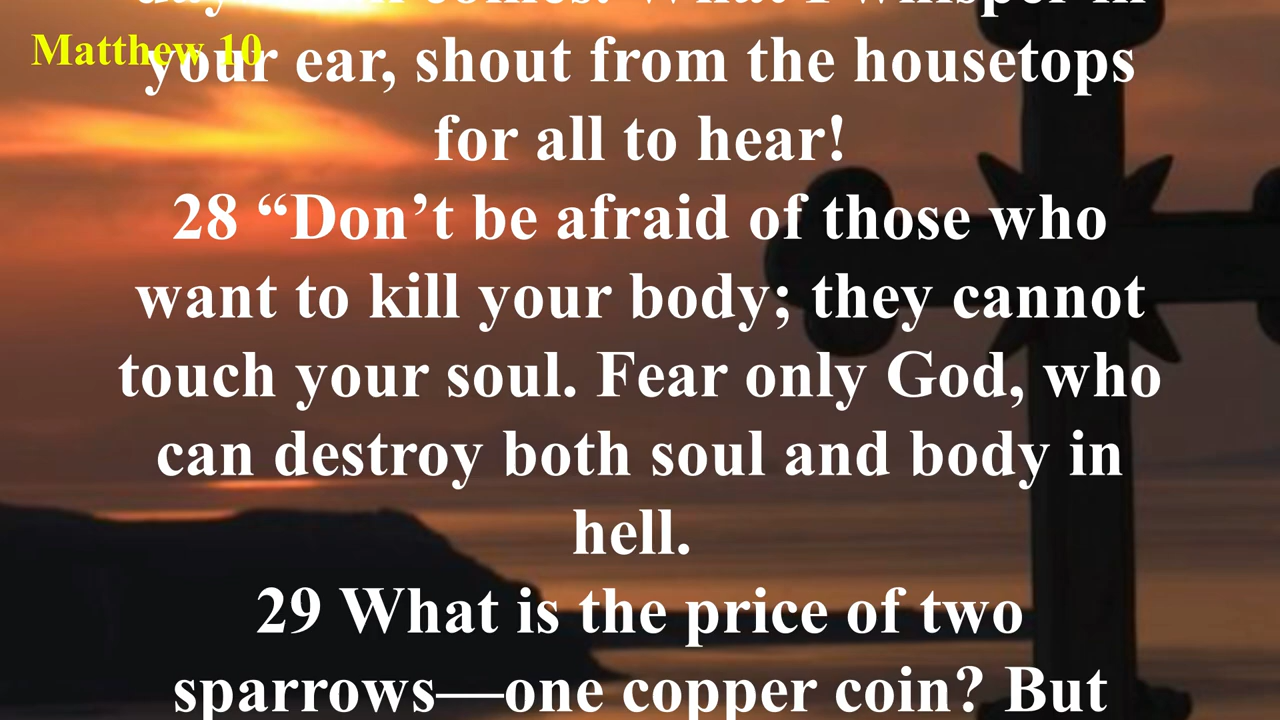 Matthew 10
your ear, shout from the housetops
for all to hear!
28 “Don’t be afraid of those who
want to kill your body; they cannot
touch your soul. Fear only God, who
can destroy both soul and body in
hell.
29 What is the price of two
sparrows—one copper coin? But